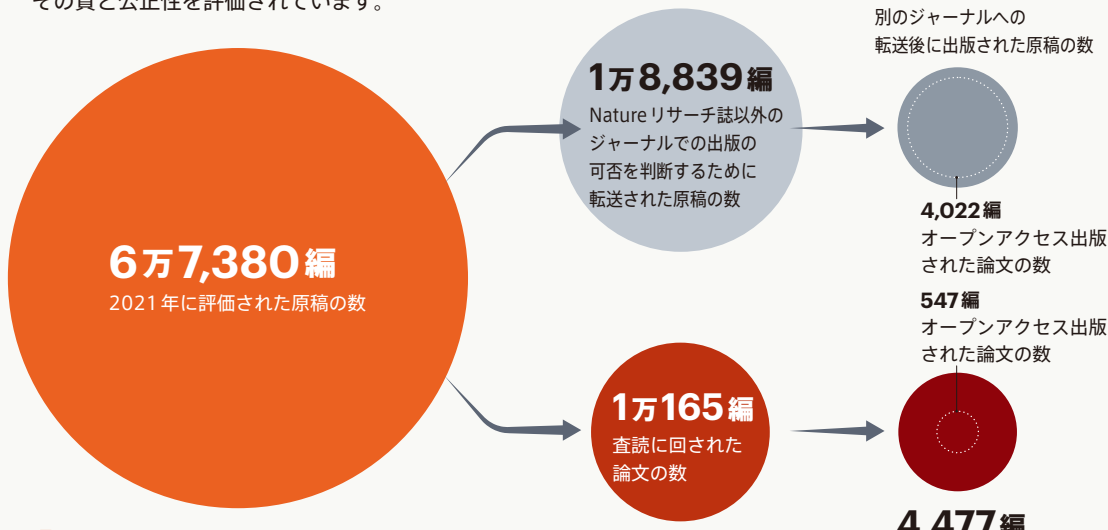 その質と公正性を評価されています。
別のジャーナルへの
転送後に出版された原稿の数
1万8,839編
Natureリサーチ誌以外の
ジャーナルでの出版の
可否を判断するために
転送された原稿の数
4,022編
オープンアクセス出版
された論文の数
6万7,380編
2021年に評価された原稿の数
547編
オープンアクセス出版
された論文の数
1万165編
査読に回された
論文の数
4,477編